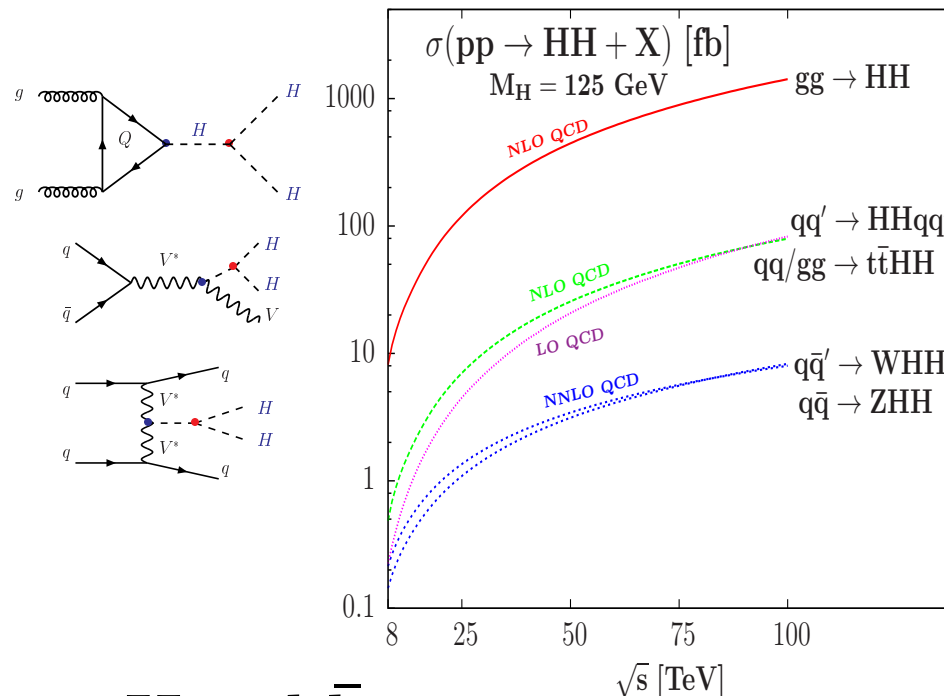 g
Q
H
H
H
g
q
V*
H
H
q̄
V
q
q
V*
H
H
V*
q
q
σ(pp → HH + X) [fb]
M_H = 125 GeV
gg → HH
NLO QCD
qq′ → HHqq
qq/gg → tt̄HH
NLO QCD
LO QCD
qq̄′ → WHH
qq̄ → ZHH
NNLO QCD
1000
100
10
1
0.1
8 25 50 75 100
√s [TeV]